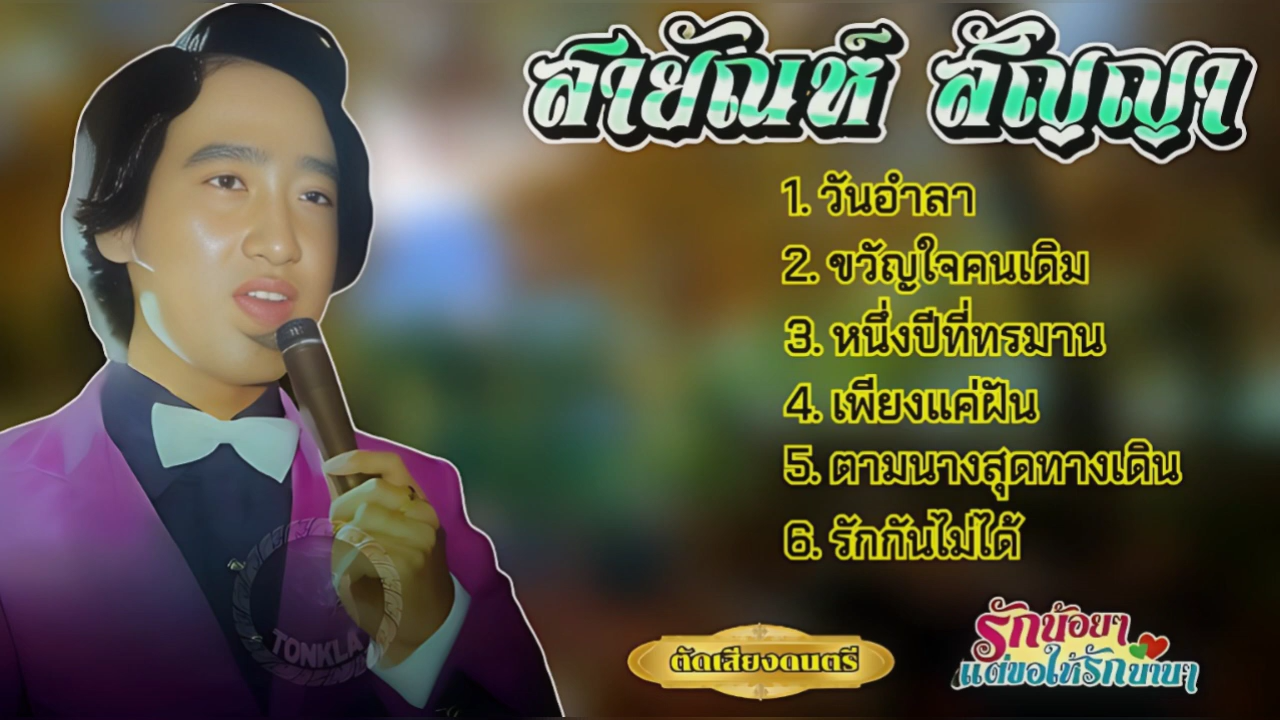 สายัณห์ สัญญา
1. วันอำลา
2. ขวัญใจคนเดิม
3. หนึ่งปีที่ทรมาน
4. เพียงแค่ฝัน
5. ตามนางสุดทางเดิน
6. รักกันไม่ได้
TONKLA
ตัดเสียงดนตรี
รักน้อยๆ
แต่ขอให้รักนานๆ